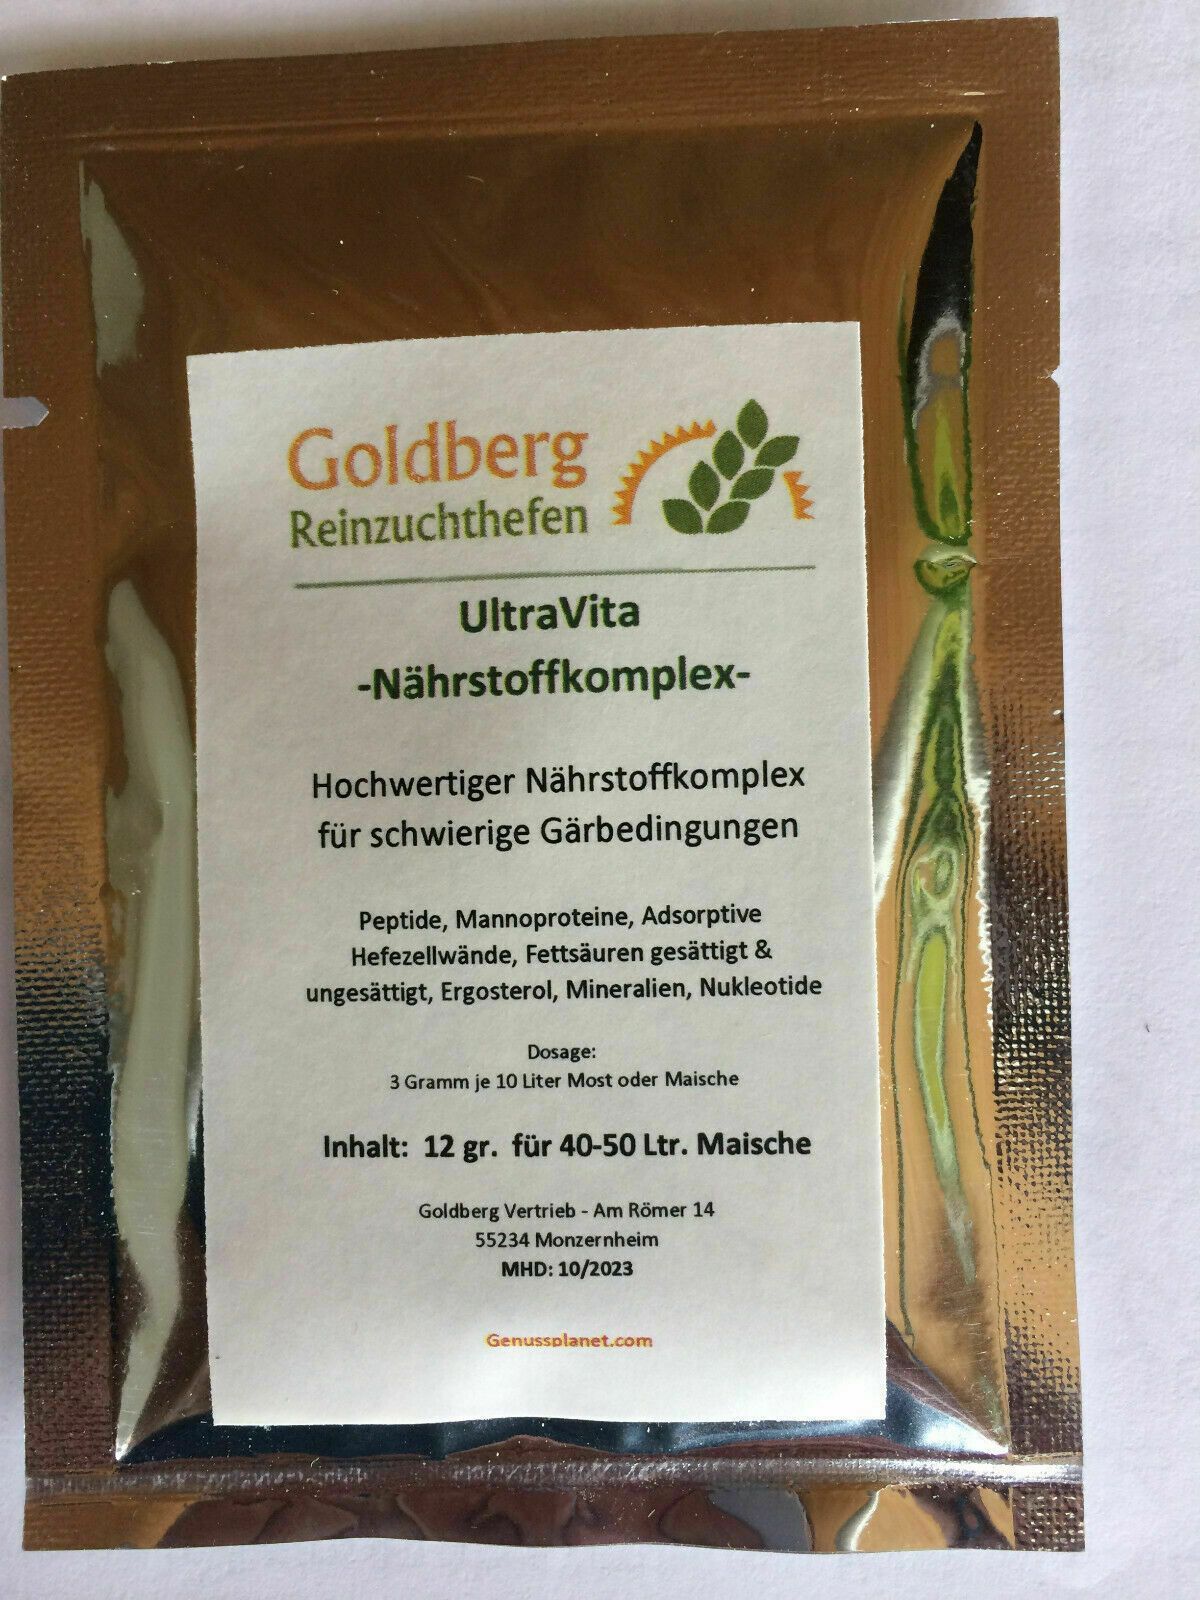 Goldberg
Reinzuchthefen
UltraVita
-Nährstoffkomplex-
Hochwertiger Nährstoffkomplex
für schwierige Gärbedingungen
Peptide, Mannoproteine, Adsorptive
Hefezellwände, Fettsäuren gesättigt &
ungesättigt, Ergosterol, Mineralien, Nukleotide
Dosage:
3 Gramm je 10 Liter Most oder Maische
Inhalt: 12 gr. für 40-50 Ltr. Maische
Goldberg Vertrieb - Am Römer 14
55234 Monzernheim
MHD: 10/2023
Genussplanet.com